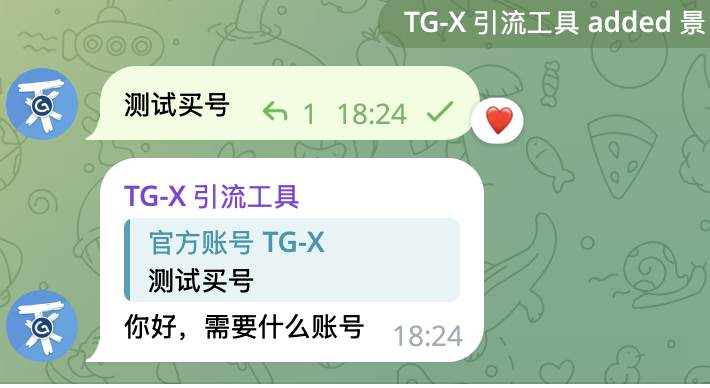 TG-X 引流工具 added 景
测试买号
1 18:24
TG-X 引流工具
官方账号 TG-X
测试买号
你好，需要什么账号
18:24